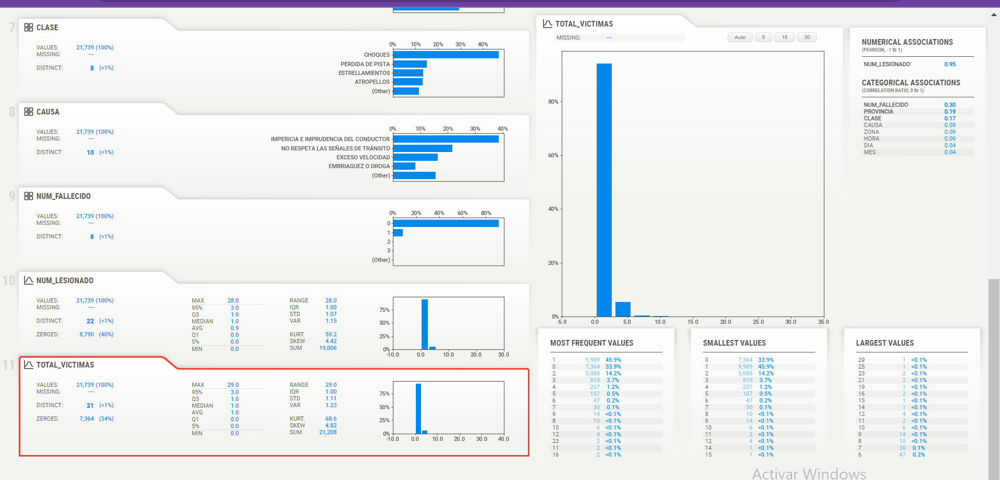 7
CLASE
VALUES: 21,739 (100%)
MISSING: ---
DISTINCT: 8 (<1%)
0% 10% 20% 30% 40%
CHOQUES
PÉRDIDA DE PISTA
ESTRELLAMIENTOS
ATROPELLOS
(Other)
8
CAUSA
VALUES: 21,739 (100%)
MISSING: ---
DISTINCT: 10 (<1%)
0% 10% 20% 30% 40%
IMPERICIA E IMPRUDENCIA DEL CONDUCTOR
NO RESPETA LAS SEÑALES DE TRÁNSITO
EXCESO VELOCIDAD
EMBRIAGUEZ O DROGA
(Other)
9
NUM_FALLECIDO
VALUES: 21,739 (100%)
MISSING: ---
DISTINCT: 8 (<1%)
0% 20% 40% 60% 80%
0
1
2
3
(Other)
10
NUM_LESIONADO
VALUES: 21,739 (100%)
MISSING: ---
DISTINCT: 22 (<1%)
ZEROES: 8,790 (40%)
MAX 28.0
95% 3.0
Q3 1.0
MEDIAN 1.0
AVG 0.9
Q1 0.0
5% 0.0
MIN 0.0
RANGE 28.0
IQR 1.00
STD 1.07
VAR 1.15
KURT. 59.2
SKEW 4.42
SUM 19,006
75%
50%
25%
0%
-10.0 0.0 10.0 20.0 30.0
11
TOTAL_VICTIMAS
VALUES: 21,739 (100%)
MISSING: ---
DISTINCT: 21 (<1%)
ZEROES: 7,364 (34%)
MAX 29.0
95% 3.0
Q3 1.0
MEDIAN 1.0
AVG 1.0
Q1 0.0
5% 0.0
MIN 0.0
RANGE 29.0
IQR 1.00
STD 1.11
VAR 1.23
KURT. 68.6
SKEW 4.82
SUM 21,208
75%
50%
25%
0%
-10.0 0.0 10.0 20.0 30.0 40.0
TOTAL_VICTIMAS
MISSING: ---
Auto 5 15 30
80%
60%
40%
20%
0%
-5.0 0.0 5.0 10.0 15.0 20.0 25.0 30.0 35.0
NUMERICAL ASSOCIATIONS
(PEARSON, -1 to 1)
NUM_LESIONADO 0.95
CATEGORICAL ASSOCIATIONS
(CORRELATION RATIO, 0 to 1)
NUM_FALLECIDO 0.30
PROVINCIA 0.19
CLASE 0.17
CAUSA 0.09
ZONA 0.09
HORA 0.09
DIA 0.04
MES 0.04
MOST FREQUENT VALUES
1 9,989 45.9%
0 7,364 33.9%
2 3,088 14.2%
3 810 3.7%
4 257 1.2%
5 107 0.5%
6 47 0.2%
7 30 0.1%
9 14 <0.1%
8 10 <0.1%
10 6 <0.1%
12 4 <0.1%
23 2 <0.1%
11 2 <0.1%
16 2 <0.1%
SMALLEST VALUES
0 7,364 33.9%
1 9,989 45.9%
2 3,088 14.2%
3 810 3.7%
4 257 1.2%
5 107 0.5%
6 47 0.2%
7 30 0.1%
8 10 <0.1%
9 14 <0.1%
10 6 <0.1%
11 2 <0.1%
12 4 <0.1%
14 1 <0.1%
15 1 <0.1%
LARGEST VALUES
29 1 <0.1%
25 1 <0.1%
23 2 <0.1%
21 2 <0.1%
19 1 <0.1%
16 2 <0.1%
15 1 <0.1%
14 1 <0.1%
12 4 <0.1%
11 2 <0.1%
10 6 <0.1%
9 14 <0.1%
8 10 <0.1%
7 30 0.1%
6 47 0.2%
Activar Windows